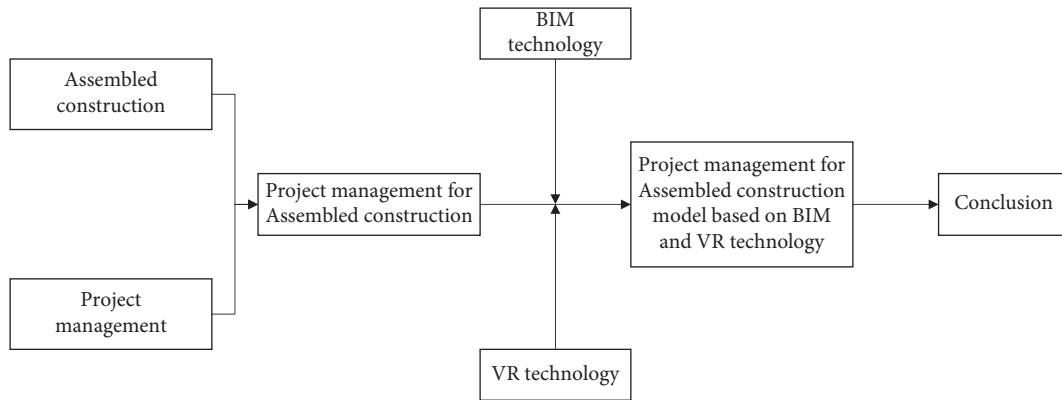 BIM
technology
Assembled
construction
Project management for
Assembled construction
Project management for
Assembled construction
model based on BIM
and VR technology
Conclusion
Project
management
VR technology